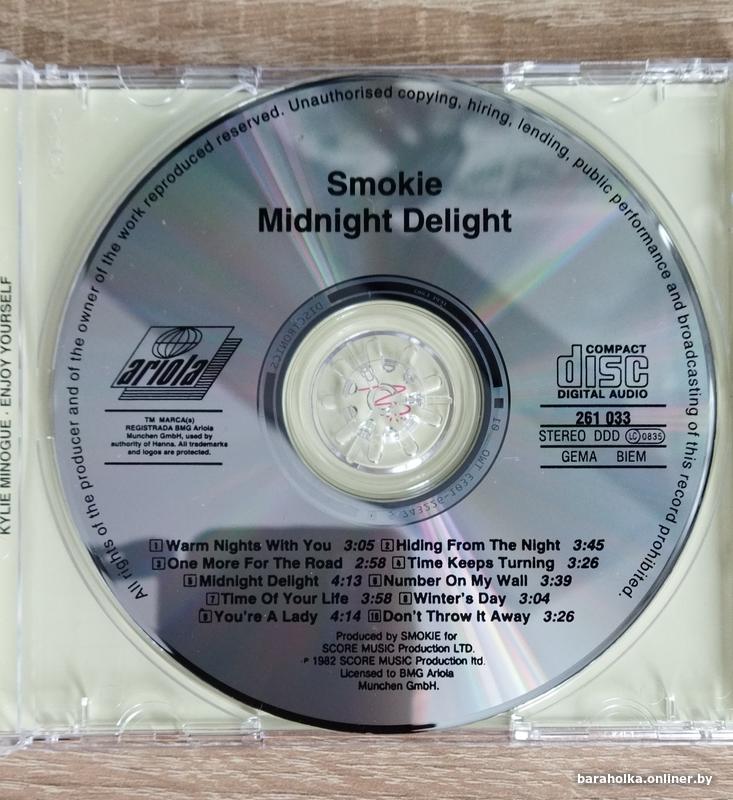 All rights of the producer and of the owner of the work reproduced reserved. Unauthorised copying, hiring, lending, public performance and broadcasting of this record prohibited.
Smokie
Midnight Delight
ariola
TM MARCA(s)
REGISTRADA BMG Ariola
Munchen GmbH, used by
authority of Hanna. All trademarks
and logos are protected.
COMPACT
disc
DIGITAL AUDIO
261 033
STEREO DDD LC 0835
GEMA BIEM
DISCTRONICS
1 Warm Nights With You 3:05 2 Hiding From The Night 3:45
3 One More For The Road 2:58 4 Time Keeps Turning 3:26
5 Midnight Delight 4:13 6 Number On My Wall 3:39
7 Time Of Your Life 3:58 8 Winter's Day 3:04
9 You're A Lady 4:14 10 Don't Throw It Away 3:26
Produced by SMOKIE for
SCORE MUSIC Production LTD.
℗ 1982 SCORE MUSIC Production ltd.
Licensed to BMG Ariola
Munchen GmbH.
KYLIE MINOGUE · ENJOY YOURSELF
baraholka.onliner.by